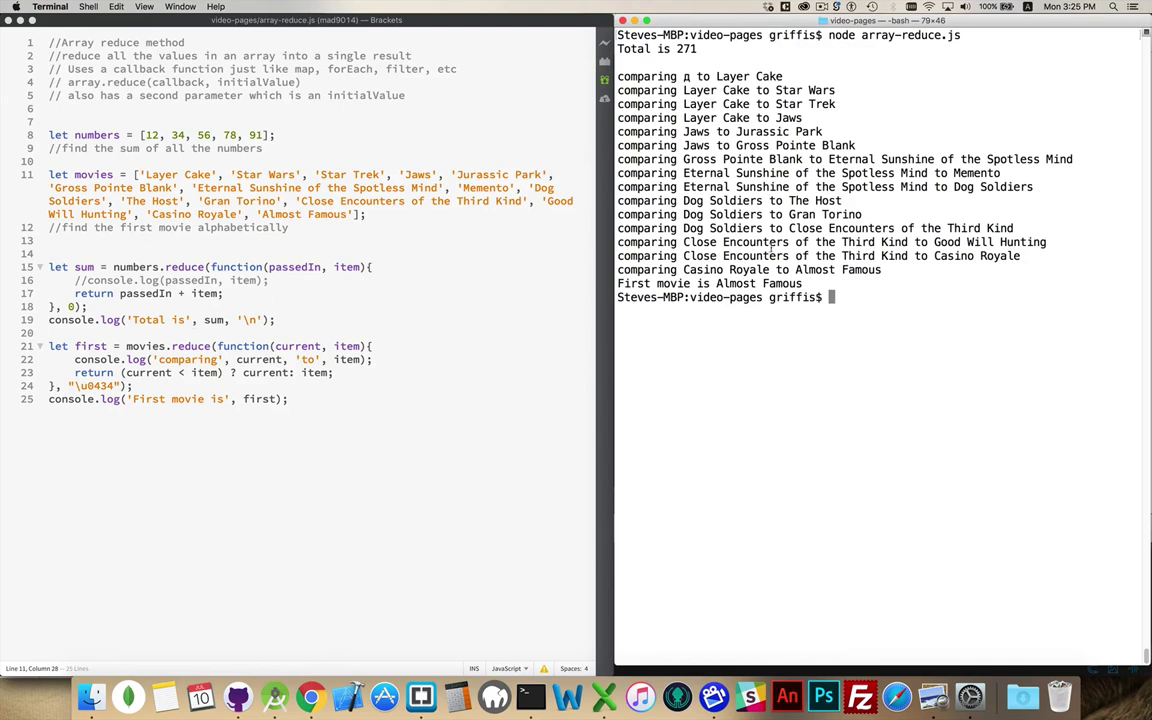 Terminal Shell Edit View Window Help
100% Mon 3:25 PM
video-pages/array-reduce.js (mad9014) — Brackets
1 //Array reduce method
2 //reduce all the values in an array into a single result
3 // Uses a callback function just like map, forEach, filter, etc
4 // array.reduce(callback, initialValue)
5 // also has a second parameter which is an initialValue
6
7
8 let numbers = [12, 34, 56, 78, 91];
9 //find the sum of all the numbers
10
11 let movies = ['Layer Cake', 'Star Wars', 'Star Trek', 'Jaws', 'Jurassic Park',
'Gross Pointe Blank', 'Eternal Sunshine of the Spotless Mind', 'Memento', 'Dog
Soldiers', 'The Host', 'Gran Torino', 'Close Encounters of the Third Kind', 'Good
Will Hunting', 'Casino Royale', 'Almost Famous'];
12 //find the first movie alphabetically
13
14
15 let sum = numbers.reduce(function(passedIn, item){
16 //console.log(passedIn, item);
17 return passedIn + item;
18 }, 0);
19 console.log('Total is', sum, '\n');
20
21 let first = movies.reduce(function(current, item){
22 console.log('comparing', current, 'to', item);
23 return (current < item) ? current: item;
24 }, "\u0434");
25 console.log('First movie is', first);
Line 11, Column 28 — 25 Lines
INS JavaScript Spaces: 4
video-pages — -bash — 79×46
Steves-MBP:video-pages griffis$ node array-reduce.js
Total is 271
comparing д to Layer Cake
comparing Layer Cake to Star Wars
comparing Layer Cake to Star Trek
comparing Layer Cake to Jaws
comparing Jaws to Jurassic Park
comparing Jaws to Gross Pointe Blank
comparing Gross Pointe Blank to Eternal Sunshine of the Spotless Mind
comparing Eternal Sunshine of the Spotless Mind to Memento
comparing Eternal Sunshine of the Spotless Mind to Dog Soldiers
comparing Dog Soldiers to The Host
comparing Dog Soldiers to Gran Torino
comparing Dog Soldiers to Close Encounters of the Third Kind
comparing Close Encounters of the Third Kind to Good Will Hunting
comparing Close Encounters of the Third Kind to Casino Royale
comparing Casino Royale to Almost Famous
First movie is Almost Famous
Steves-MBP:video-pages griffis$
JUL
10
An
Ps